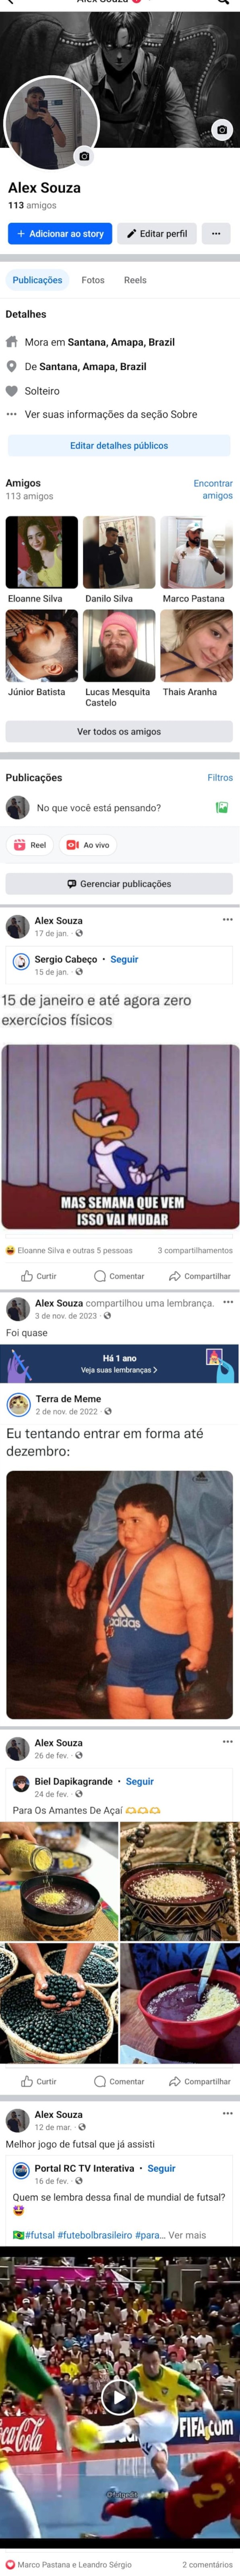 Alex Souza
Alex Souza
113 amigos
+ Adicionar ao story
Editar perfil
Publicações
Fotos
Reels
Detalhes
Mora em Santana, Amapa, Brazil
De Santana, Amapa, Brazil
Solteiro
Ver suas informações da seção Sobre
Editar detalhes públicos
Amigos
113 amigos
Encontrar
amigos
Eloanne Silva
Danilo Silva
Marco Pastana
Júnior Batista
Lucas Mesquita
Castelo
Thais Aranha
Ver todos os amigos
Publicações
Filtros
No que você está pensando?
Reel
Ao vivo
Gerenciar publicações
Alex Souza
17 de jan.
Sergio Cabeço • Seguir
15 de jan.
15 de janeiro e até agora zero
exercícios físicos
MAS SEMANA QUE VEM
ISSO VAI MUDAR
Eloanne Silva e outras 5 pessoas
3 compartilhamentos
Curtir
Comentar
Compartilhar
Alex Souza compartilhou uma lembrança.
3 de nov. de 2023
Foi quase
Há 1 ano
Veja suas lembranças
Terra de Meme
2 de nov. de 2022
Eu tentando entrar em forma até
dezembro:
adidas
Alex Souza
26 de fev.
Biel Dapikagrande • Seguir
24 de fev.
Para Os Amantes De Açaí
Curtir
Comentar
Compartilhar
Alex Souza
12 de mar.
Melhor jogo de futsal que já assisti
Portal RC TV Interativa • Seguir
16 de fev.
Quem se lembra dessa final de mundial de futsal?
😍
🇧🇷#futsal #futebolbrasileiro #para... Ver mais
Coca-Cola
FIFA.com
Marco Pastana e Leandro Sérgio
2 comentários